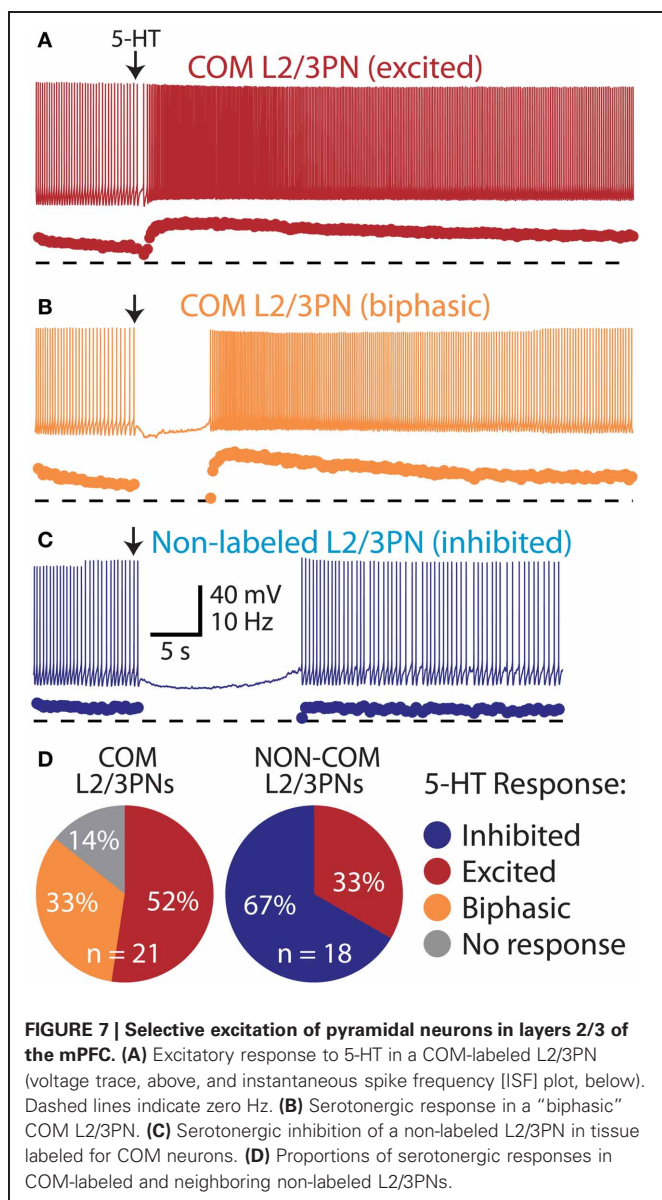 A
5-HT
COM L2/3PN (excited)
B
COM L2/3PN (biphasic)
C
Non-labeled L2/3PN (inhibited)
40 mV
10 Hz
5 s
D
COM
L2/3PNs
14%
33%
52%
n = 21
NON-COM
L2/3PNs
33%
67%
n = 18
5-HT Response:
Inhibited
Excited
Biphasic
No response
FIGURE 7 | Selective excitation of pyramidal neurons in layers 2/3 of
the mPFC. (A) Excitatory response to 5-HT in a COM-labeled L2/3PN
(voltage trace, above, and instantaneous spike frequency [ISF] plot, below).
Dashed lines indicate zero Hz. (B) Serotonergic response in a “biphasic”
COM L2/3PN. (C) Serotonergic inhibition of a non-labeled L2/3PN in tissue
labeled for COM neurons. (D) Proportions of serotonergic responses in
COM-labeled and neighboring non-labeled L2/3PNs.